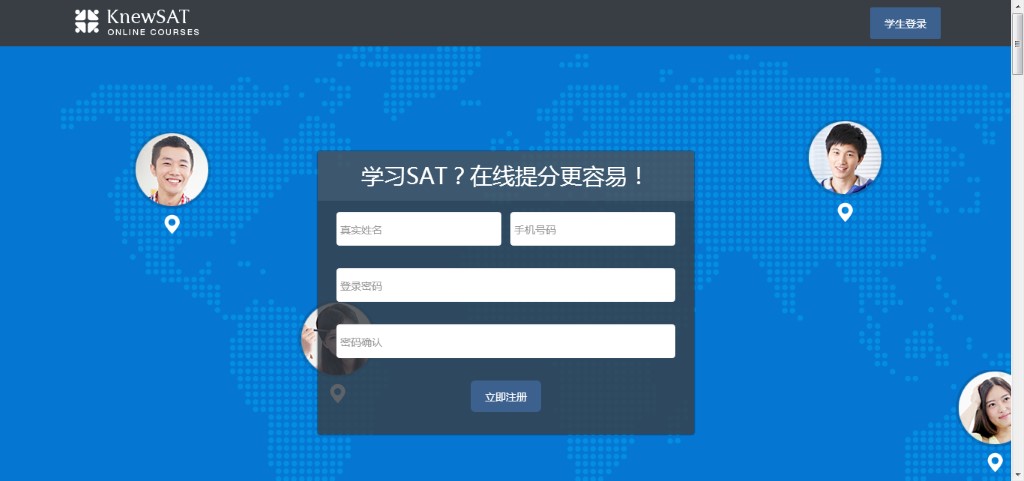 KnewSAT
ONLINE COURSES
学生登录
学习SAT？在线提分更容易！
真实姓名
手机号码
登录密码
密码确认
立即注册